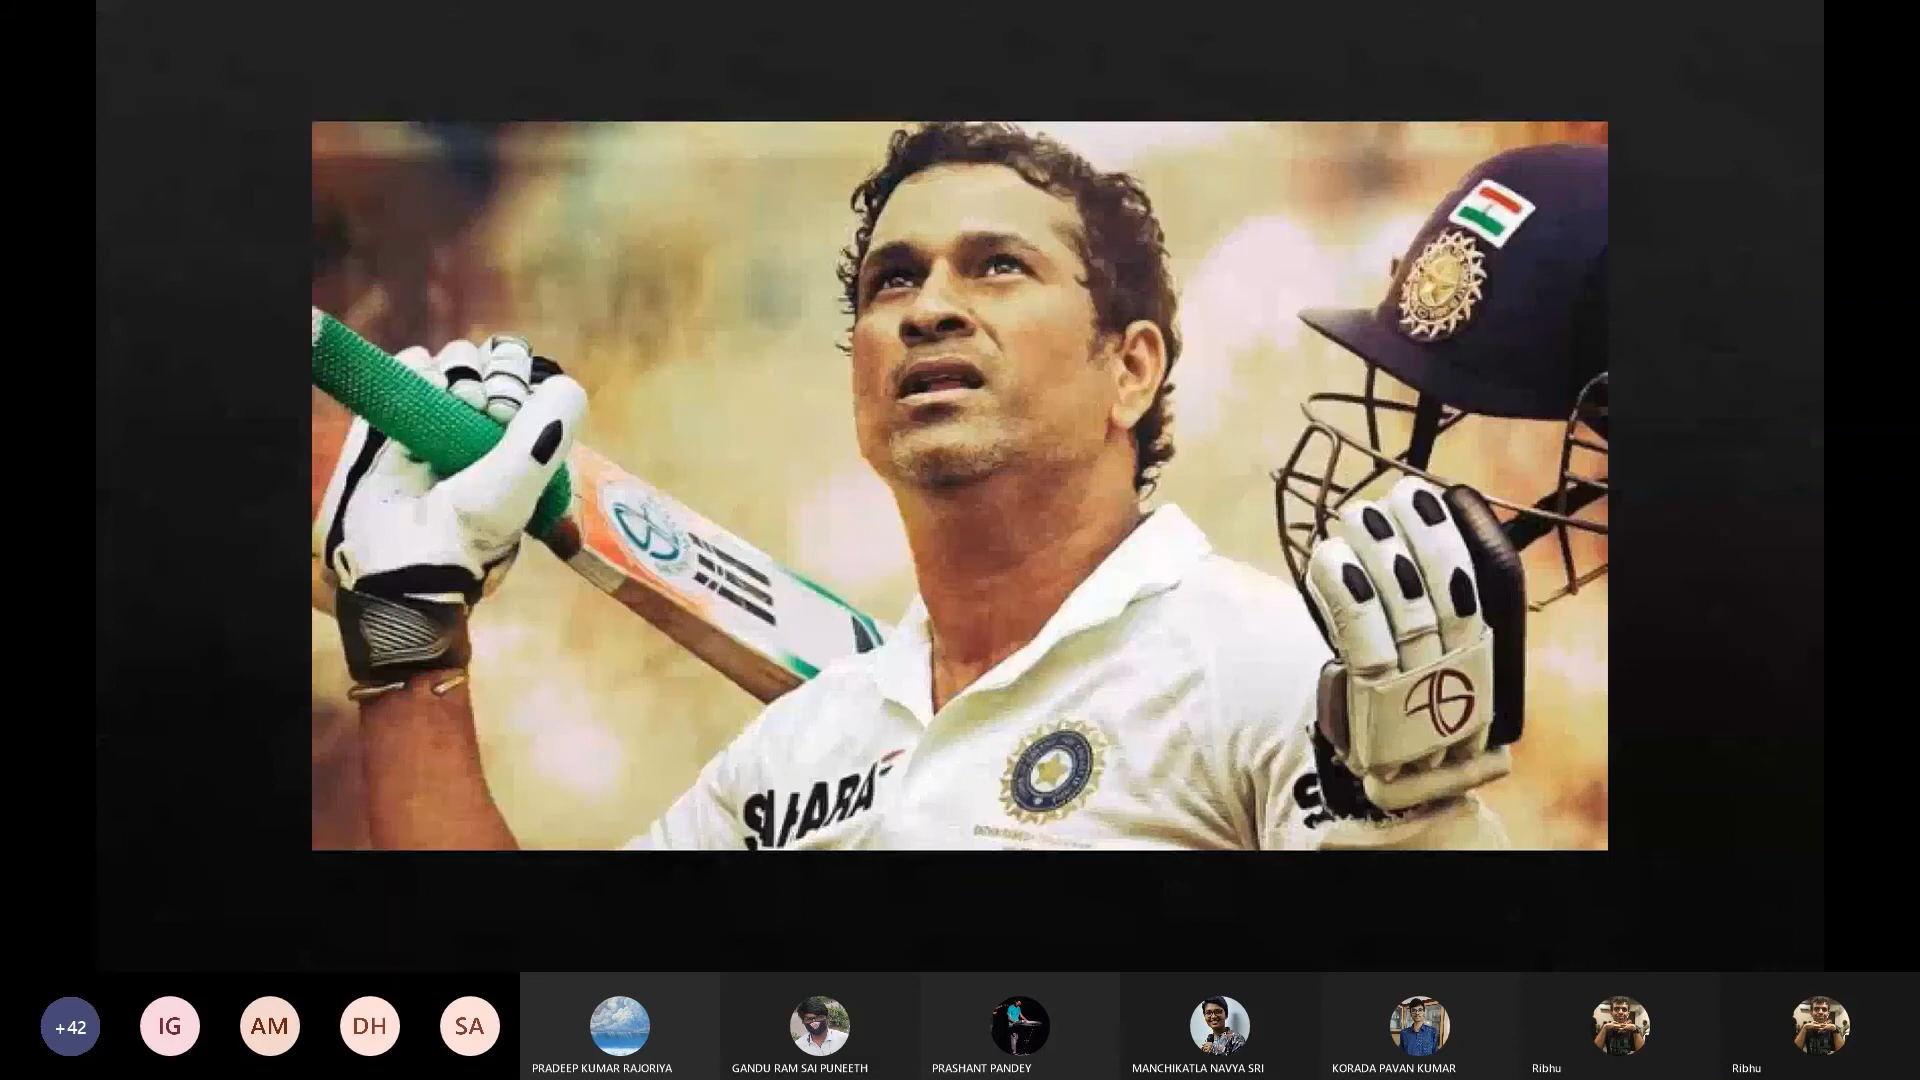 SAHARA
+42
IG
AM
DH
SA
PRADEEP KUMAR RAJORIYA
GANDU RAM SAI PUNEETH
PRASHANT PANDEY
MANCHIKATLA NAVYA SRI
KORADA PAVAN KUMAR
Ribhu
Ribhu